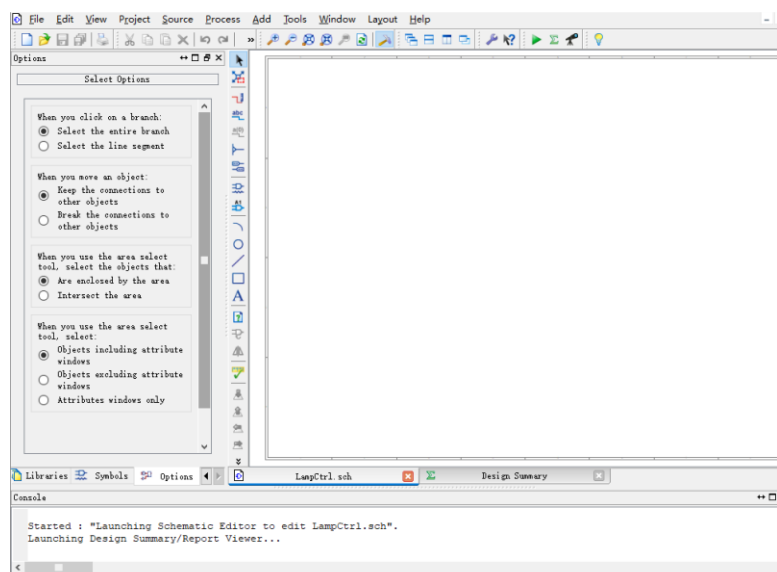 File Edit View Project Source Process Add Tools Window Layout Help
Options
Select Options
When you click on a branch:
Select the entire branch
Select the line segment
When you move an object:
Keep the connections to
other objects
Break the connections to
other objects
When you use the area select
tool, select the objects that:
Are enclosed by the area
Intersect the area
When you use the area select
tool, select:
Objects including attribute
windows
Objects excluding attribute
windows
Attributes windows only
abc
A
Libraries Symbols Options LampCtrl.sch Design Summary
Console
Started : "Launching Schematic Editor to edit LampCtrl.sch".
Launching Design Summary/Report Viewer...